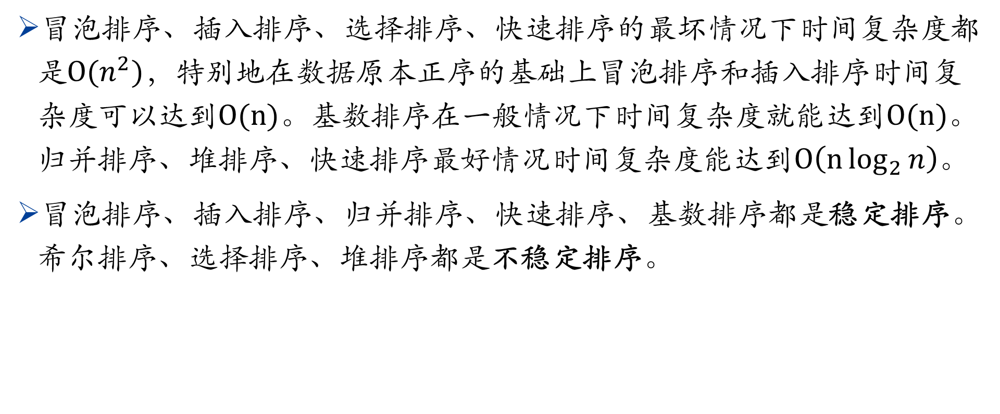 ➢冒泡排序、插入排序、选择排序、快速排序的最坏情况下时间复杂度都
是O(n²)，特别地在数据原本正序的基础上冒泡排序和插入排序时间复
杂度可以达到O(n)。基数排序在一般情况下时间复杂度就能达到O(n)。
归并排序、堆排序、快速排序最好情况时间复杂度能达到O(n log₂ n)。
➢冒泡排序、插入排序、归并排序、快速排序、基数排序都是稳定排序。
希尔排序、选择排序、堆排序都是不稳定排序。